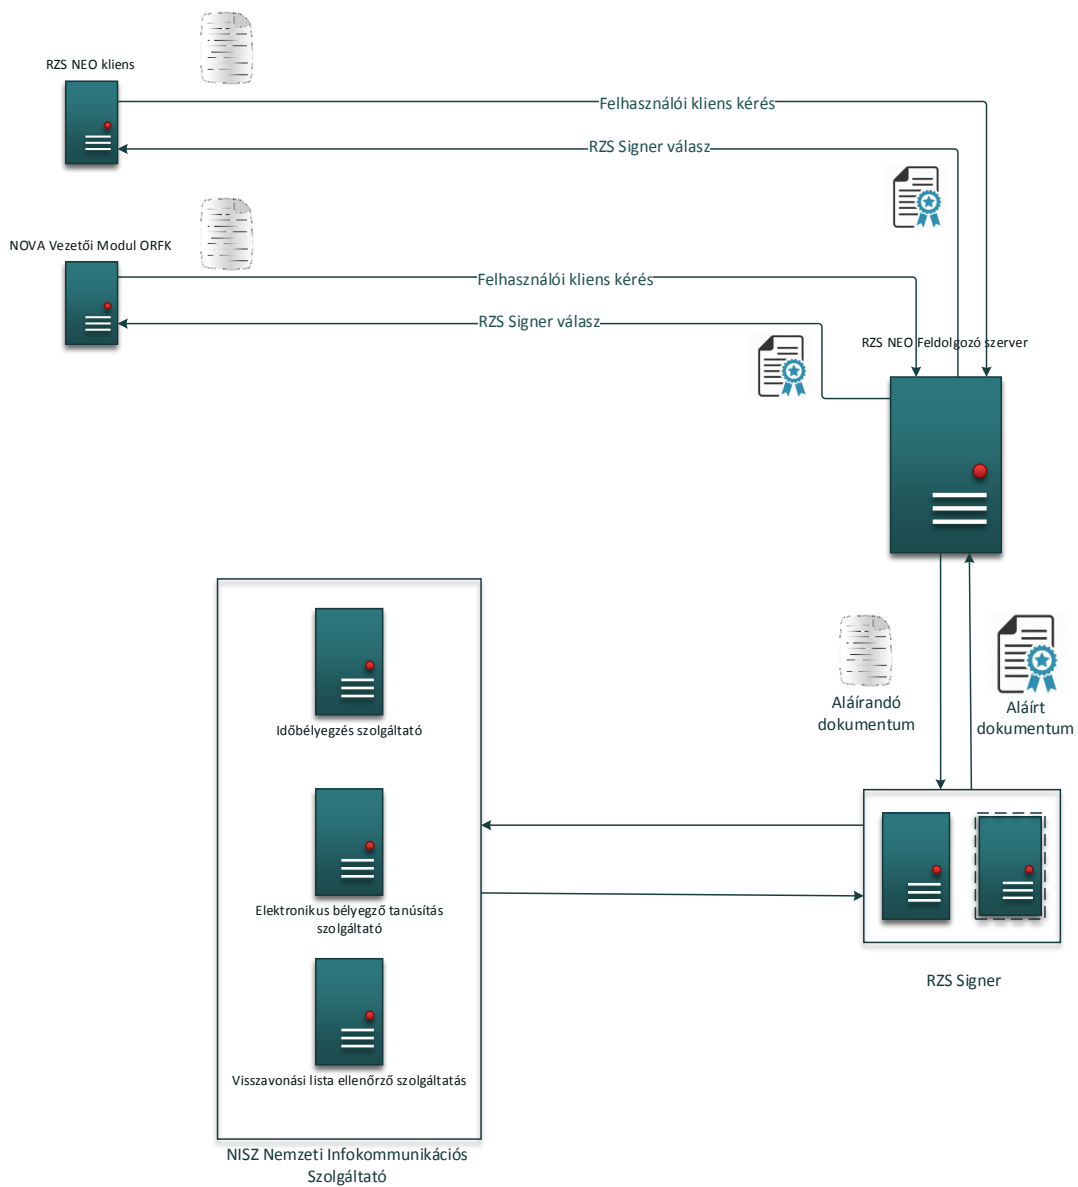 RZS NEO kliens
Felhasználói kliens kérés
RZS Signer válasz
NOVA Vezetői Modul ORFK
Felhasználói kliens kérés
RZS Signer válasz
RZS NEO Feldolgozó szerver
Időbélyegzés szolgáltató
Aláírandó
dokumentum
Aláírt
dokumentum
Elektronikus bélyegző tanúsítás
szolgáltató
RZS Signer
Visszavonási lista ellenőrző szolgáltatás
NISZ Nemzeti Infokommunikációs
Szolgáltató